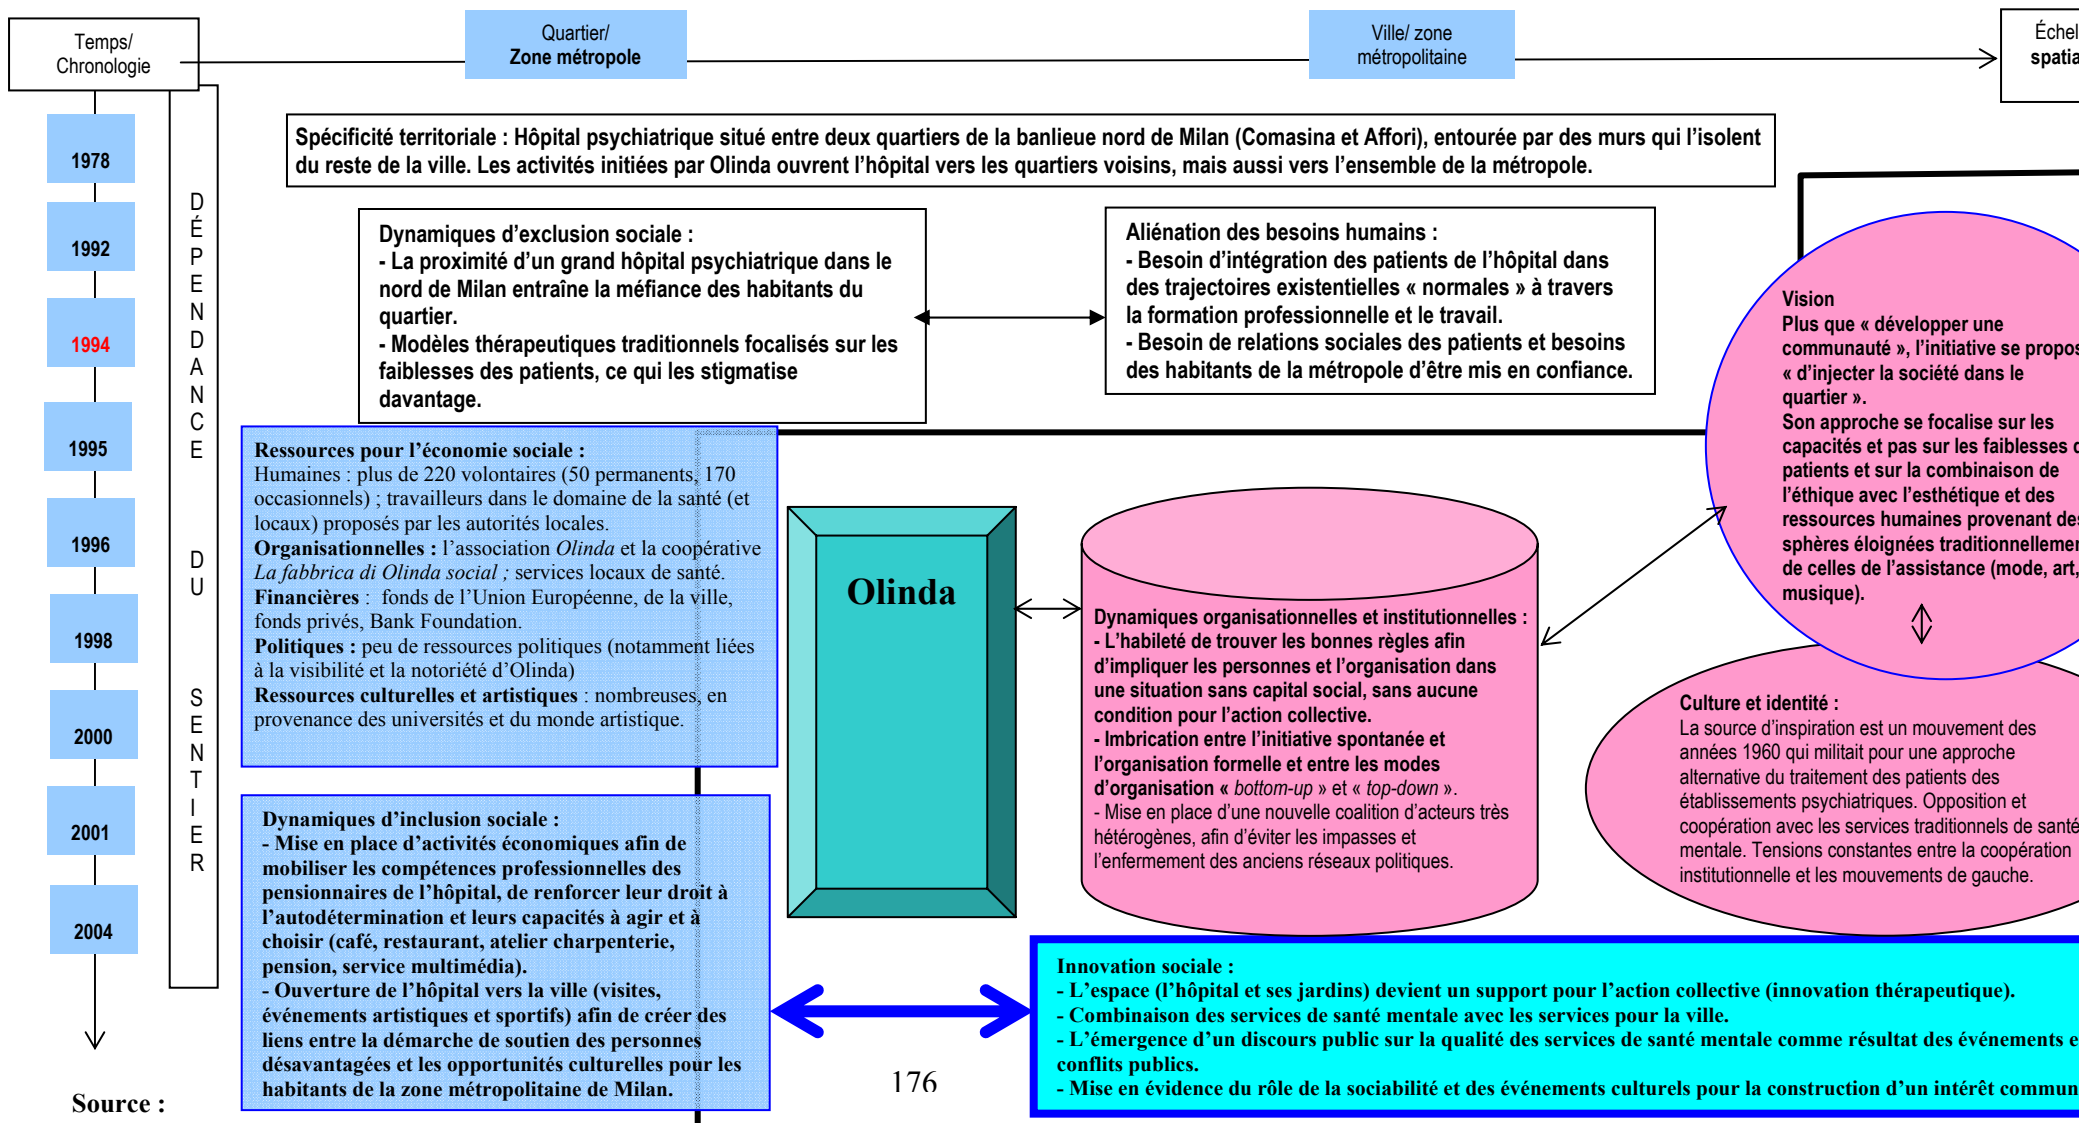 Temps/
Chronologie
Quartier/
Zone métropole
Ville/ zone
métropolitaine
1978
1992
1994
1995
1996
1998
2000
2001
2004
DÉPENDANCE DU SENTIER
Spécificité territoriale : Hôpital psychiatrique situé entre deux quartiers de la banlieue nord de Milan (Comasina et Affori), entourée par des murs qui l’isolent
du reste de la ville. Les activités initiées par Olinda ouvrent l’hôpital vers les quartiers voisins, mais aussi vers l’ensemble de la métropole.
Dynamiques d’exclusion sociale :
- La proximité d’un grand hôpital psychiatrique dans le
nord de Milan entraîne la méfiance des habitants du
quartier.
- Modèles thérapeutiques traditionnels focalisés sur les
faiblesses des patients, ce qui les stigmatise
davantage.
Aliénation des besoins humains :
- Besoin d’intégration des patients de l’hôpital dans
des trajectoires existentielles « normales » à travers
la formation professionnelle et le travail.
- Besoin de relations sociales des patients et besoins
des habitants de la métropole d’être mis en confiance.
Vision
Plus que « développer une
communauté », l’initiative se
« d’injecter la société dans le
quartier ».
Son approche se focalise sur les
capacités et pas sur les faiblesses
patients et sur la combinaison de
l’éthique avec l’esthétique et des
ressources humaines provenant
sphères éloignées
de celles de l’assistance (mode, art,
musique).
Ressources pour l’économie sociale :
Humaines : plus de 220 volontaires (50 permanents, 170
occasionnels) ; travailleurs dans le domaine de la santé (et
locaux) proposés par les autorités locales.
Organisationnelles : l’association Olinda et la coopérative
La fabbrica di Olinda social ; services locaux de santé.
Financières : fonds de l’Union Européenne, de la ville,
fonds privés, Bank Foundation.
Politiques : peu de ressources politiques (notamment liées
à la visibilité et la notoriété d’Olinda)
Ressources culturelles et artistiques : nombreuses, en
provenance des universités et du monde artistique.
Olinda
Dynamiques organisationnelles et institutionnelles :
- L’habileté de trouver les bonnes règles afin
d’impliquer les personnes et l’organisation dans
une situation sans capital social, sans aucune
condition pour l’action collective.
- Imbrication entre l’initiative spontanée et
l’organisation formelle et entre les modes
d’organisation « bottom-up » et « top-down ».
- Mise en place d’une nouvelle coalition d’acteurs très
hétérogènes, afin d’éviter les impasses et
l’enfermement des anciens réseaux politiques.
Culture et identité :
La source d’inspiration est un mouvement des
années 1960 qui militait pour une approche
alternative du traitement des patients des
établissements psychiatriques. Opposition et
coopération avec les services traditionnels de santé
mentale. Tensions constantes entre la coopération
institutionnelle et les mouvements de gauche.
Dynamiques d’inclusion sociale :
- Mise en place d’activités économiques afin de
mobiliser les compétences professionnelles des
pensionnaires de l’hôpital, de renforcer leur droit à
l’autodétermination et leurs capacités à agir et à
choisir (café, restaurant, atelier charpenterie,
pension, service multimédia).
- Ouverture de l’hôpital vers la ville (visites,
événements artistiques et sportifs) afin de créer des
liens entre la démarche de soutien des personnes
désavantagées et les opportunités culturelles pour les
habitants de la zone métropolitaine de Milan.
Innovation sociale :
- L’espace (l’hôpital et ses jardins) devient un support pour l’action collective (innovation thérapeutique).
- Combinaison des services de santé mentale avec les services pour la ville.
- L’émergence d’un discours public sur la qualité des services de santé mentale comme résultat des événements
conflits publics.
- Mise en évidence du rôle de la sociabilité et des événements culturels pour la construction d’un intérêt commun
176
Source :